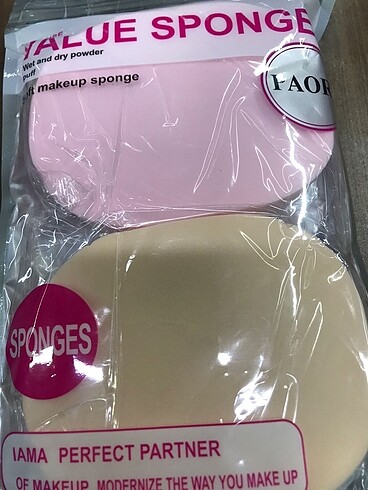 VALUE SPONGE
Wet and dry powder
puff
makeup sponge
SPONGES
IAMA PERFECT PARTNER
OF MAKEUP, MODERNIZE THE WAY YOU MAKE UP